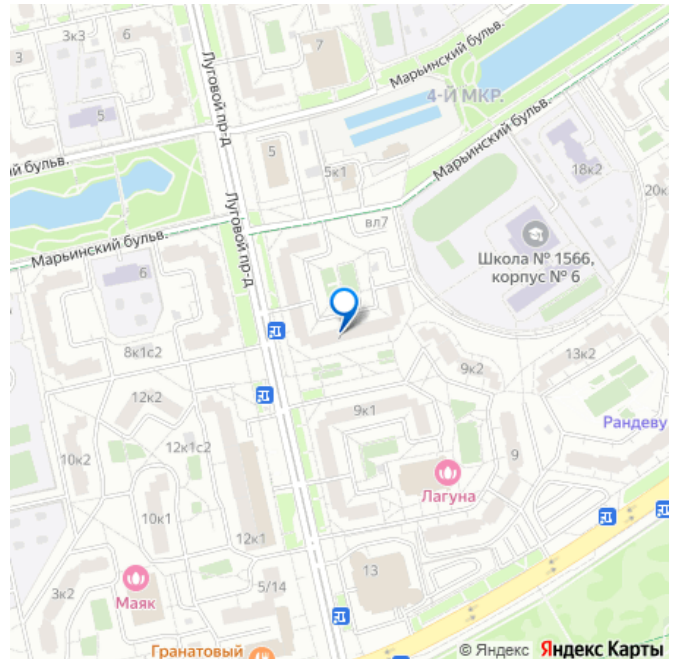 3к3
6
3
7
Марьинский бульв.
4-Й МКР.
Луговой пр-д
5
5
5к1
й бульв.
Марьинский бульв.
18к2
20к
вл7
Луговой пр-д
Марьинский бульв.
Школа № 1566,
корпус № 6
6
8к1с2
13к2
9к2
12к2
9к1
Рандеву
12к1с2
10к2
9
Лагуна
10к1
12к1
13
3к2
5/14
Маяк
Гранатовый
© Яндекс Яндекс Карты